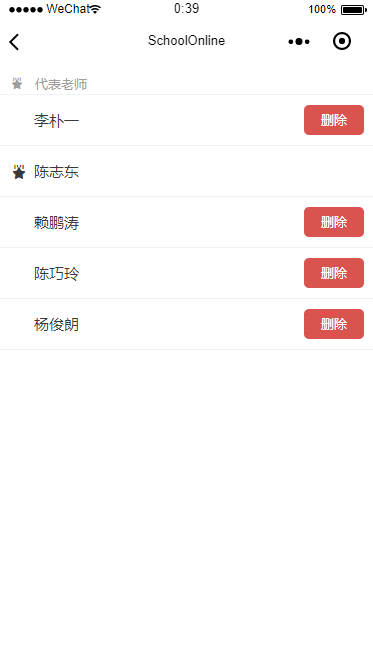 ●●●●● WeChat 0:39 100%
SchoolOnline
代表老师
李朴一 删除
陈志东
赖鹏涛 删除
陈巧玲 删除
杨俊朗 删除